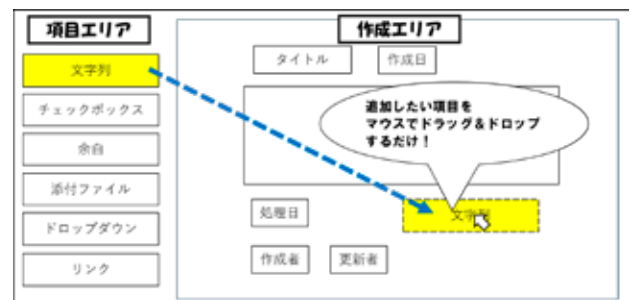 項目エリア
作成エリア
文字列
チェックボックス
余白
添付ファイル
ドロップダウン
リンク
タイトル
作成日
追加したい項目を
マウスでドラッグ&ドロップ
するだけ！
処理日
文字列
作成者
更新者